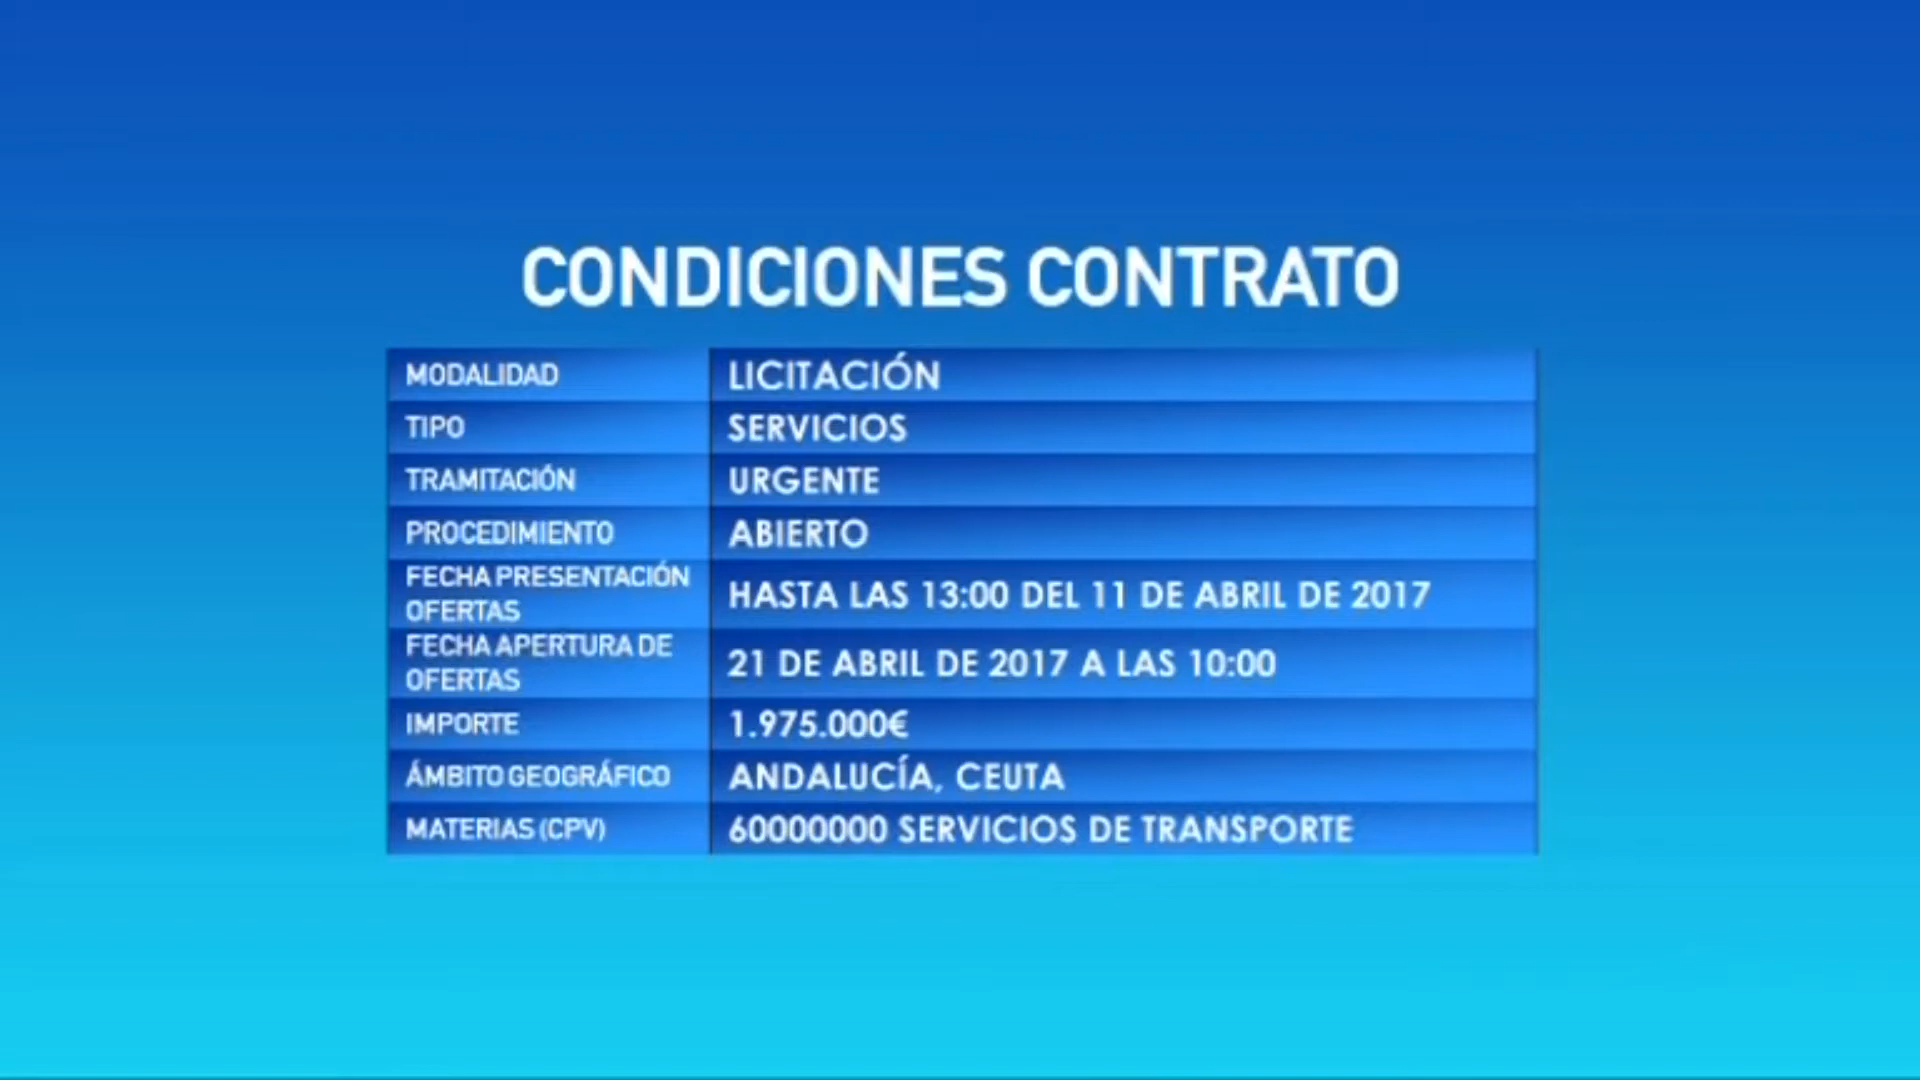 CONDICIONES CONTRATO
MODALIDAD LICITACIÓN
TIPO SERVICIOS
TRAMITACIÓN URGENTE
PROCEDIMIENTO ABIERTO
FECHA PRESENTACIÓN
OFERTAS
HASTA LAS 13:00 DEL 11 DE ABRIL DE 2017
FECHA APERTURA DE
OFERTAS
21 DE ABRIL DE 2017 A LAS 10:00
IMPORTE 1.975.000€
ÁMBITO GEOGRÁFICO ANDALUCÍA, CEUTA
MATERIAS (CPV) 60000000 SERVICIOS DE TRANSPORTE